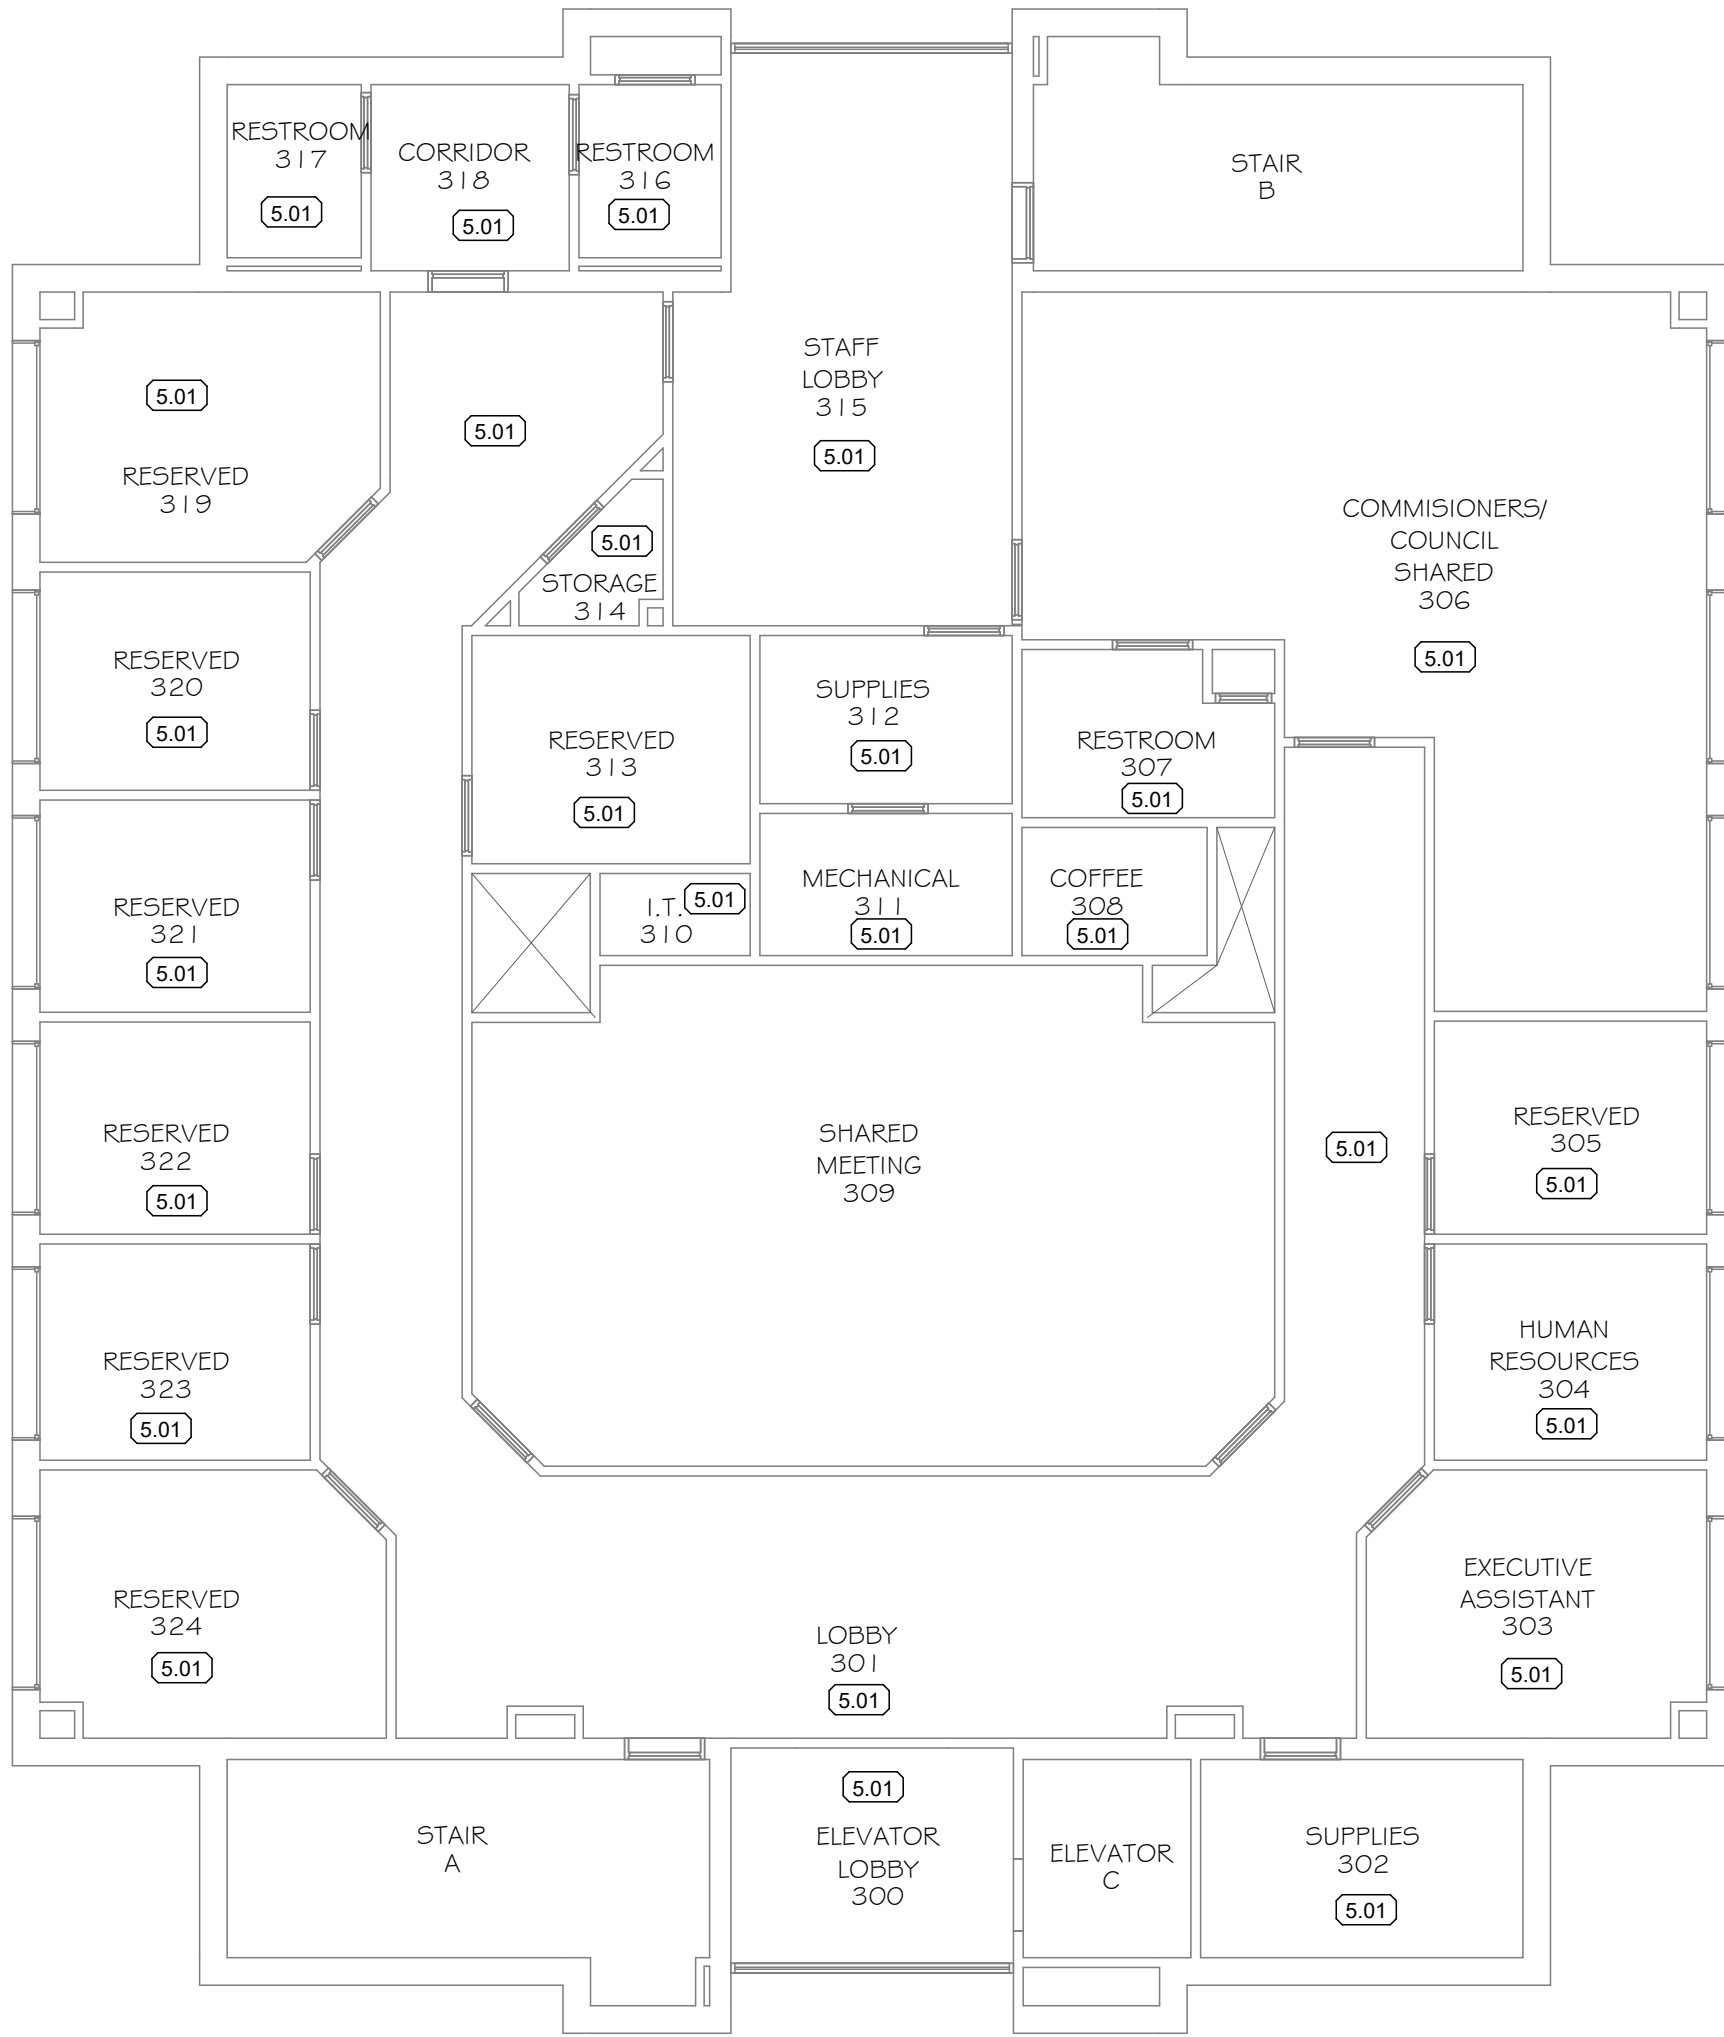 RESTROOM
317
5.01
CORRIDOR
318
5.01
RESTROOM
316
5.01
STAIR
B
5.01
RESERVED
319
5.01
STAFF
LOBBY
315
5.01
5.01
STORAGE
314
COMMISIONERS/
COUNCIL
SHARED
306
5.01
RESERVED
320
5.01
RESERVED
313
5.01
SUPPLIES
312
5.01
RESTROOM
307
5.01
RESERVED
321
5.01
I.T.
310
5.01
MECHANICAL
311
5.01
COFFEE
308
5.01
RESERVED
322
5.01
SHARED
MEETING
309
5.01
RESERVED
305
5.01
RESERVED
323
5.01
HUMAN
RESOURCES
304
5.01
RESERVED
324
5.01
LOBBY
301
5.01
EXECUTIVE
ASSISTANT
303
5.01
STAIR
A
5.01
ELEVATOR
LOBBY
300
ELEVATOR
C
SUPPLIES
302
5.01